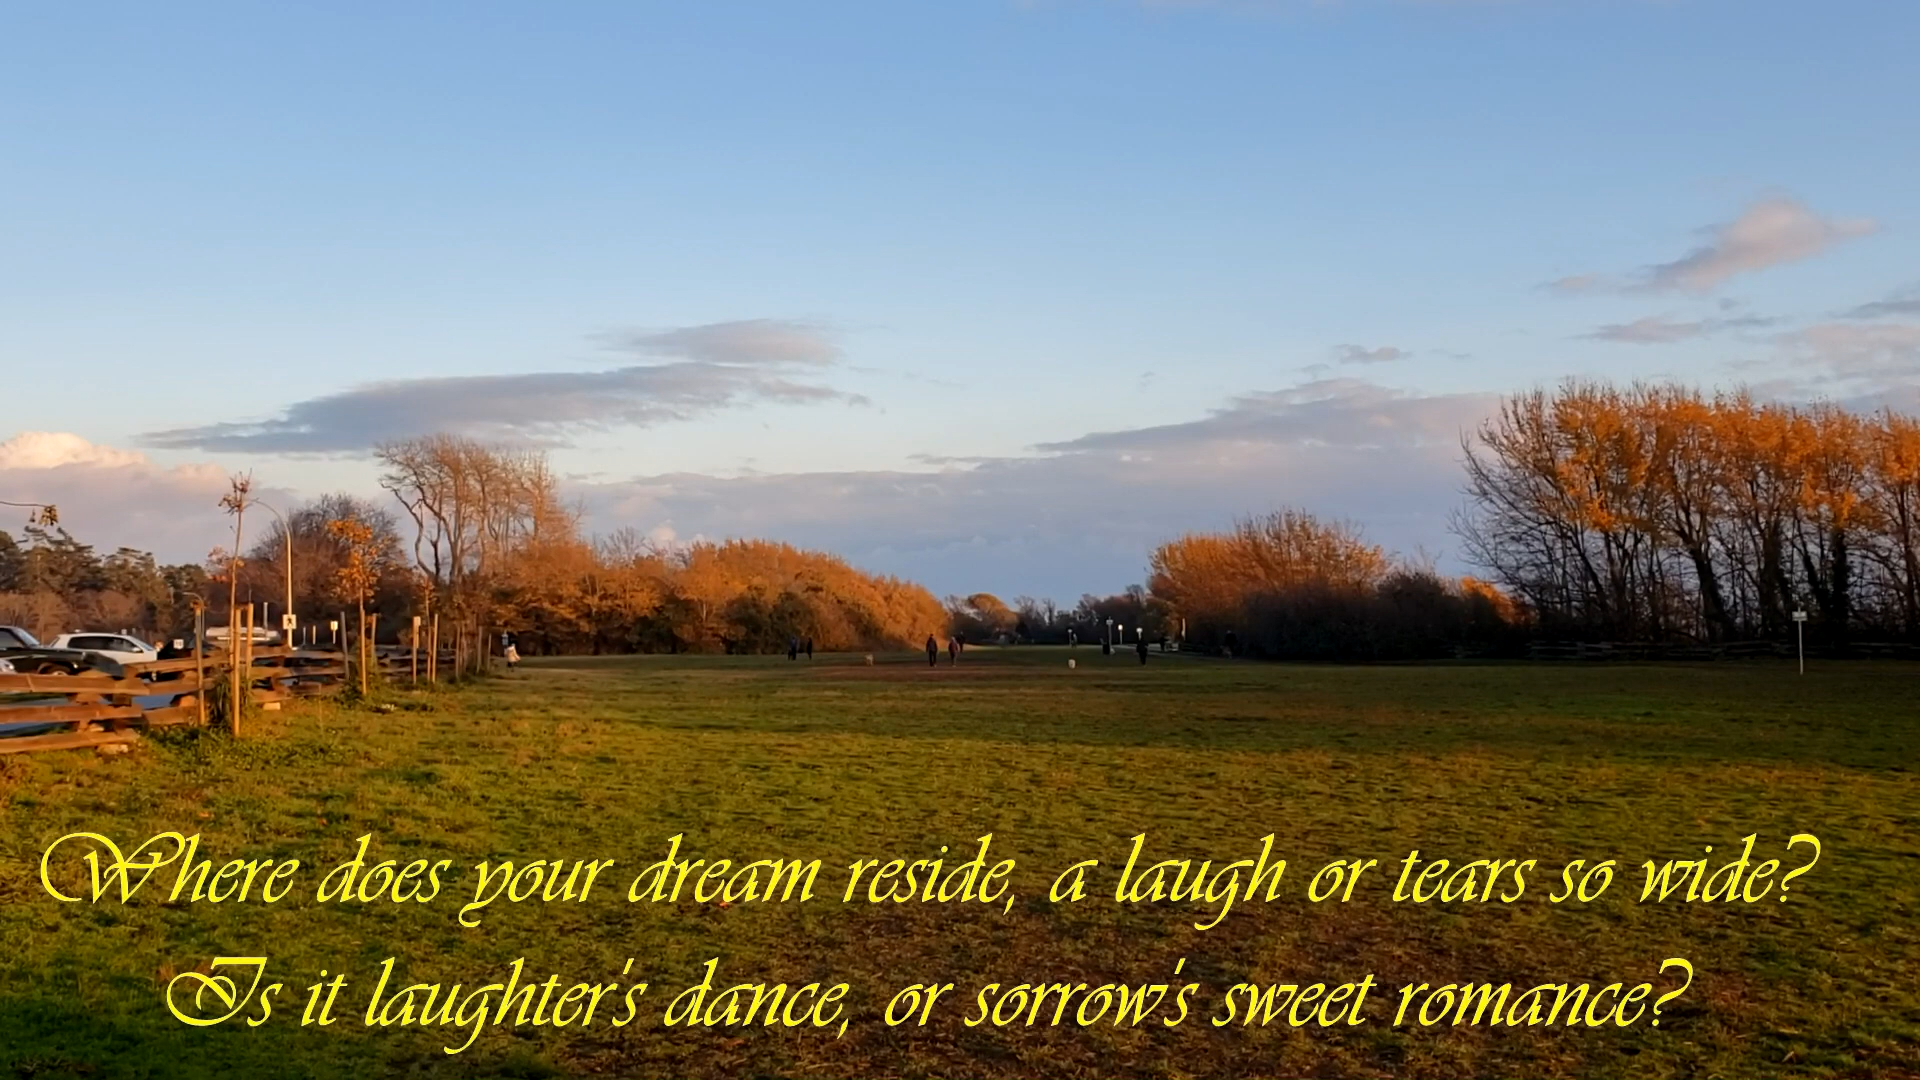 Where does your dream reside, a laugh or tears so wide?
Is it laughter's dance, or sorrow's sweet romance?